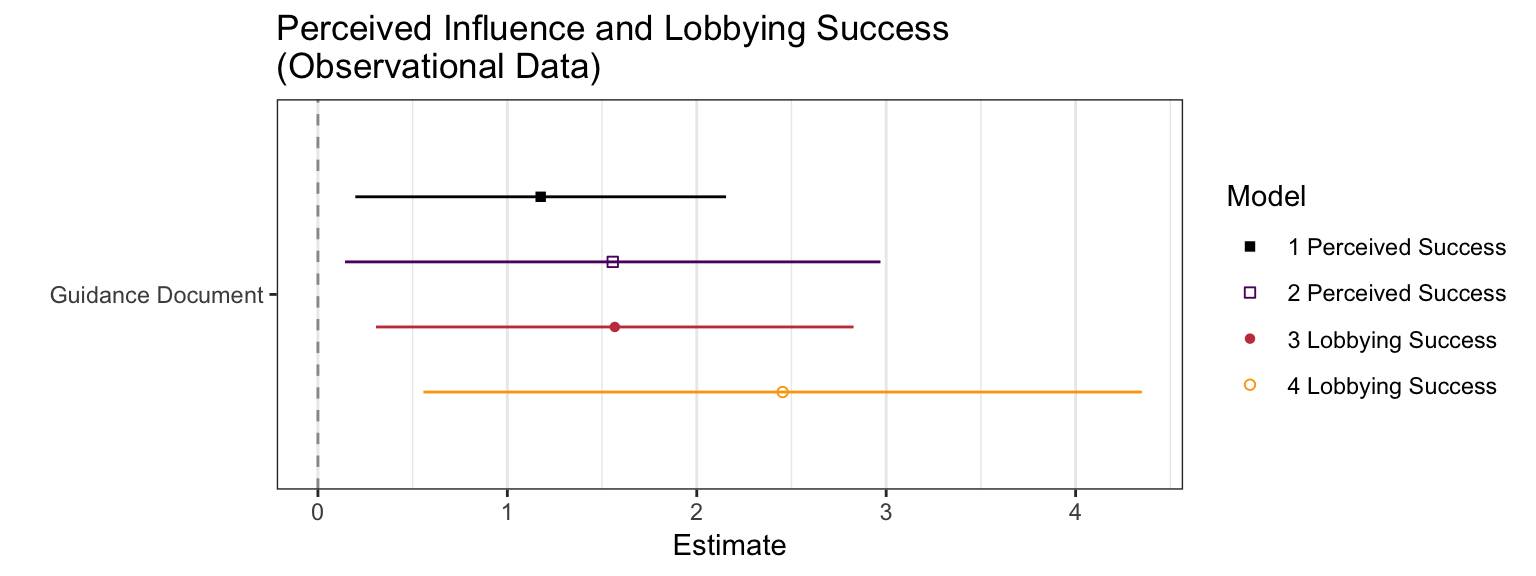 Perceived Influence and Lobbying Success
(Observational Data)
Guidance Document
0 1 2 3 4
Estimate
Model
1 Perceived Success
2 Perceived Success
3 Lobbying Success
4 Lobbying Success